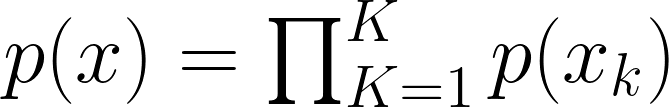 p(x) = ∏_{K=1}^{K} p(x_k)